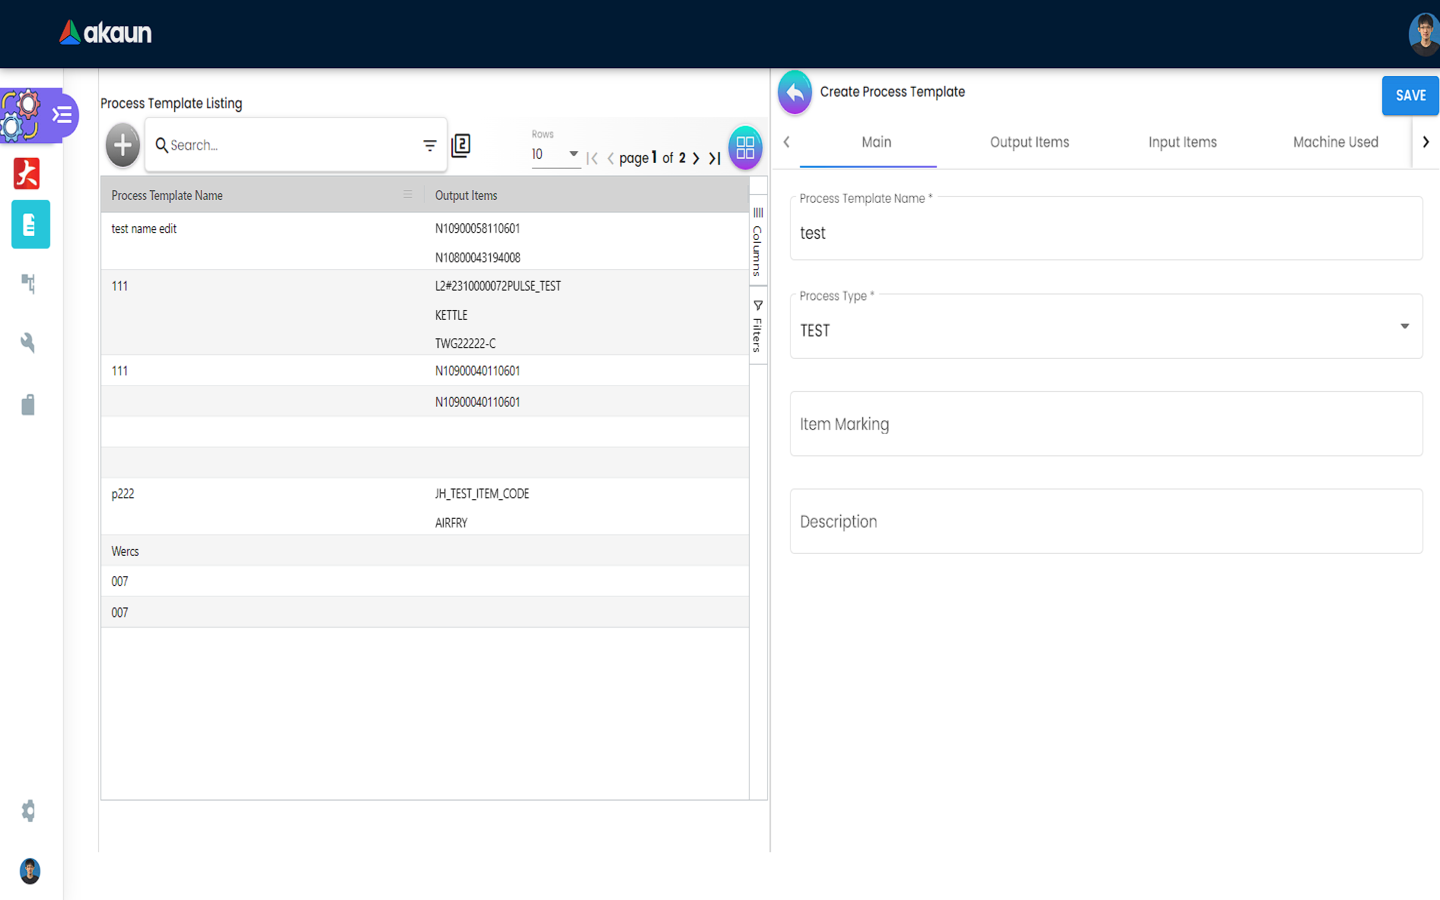 akaun
Process Template Listing
Search...
2
Rows
10
page 1 of 2
Process Template Name
Output Items
test name edit
N10900058110601
N10800043194008
111
L2#2310000072PULSE_TEST
KETTLE
TWG22222-C
111
N10900040110601
N10900040110601
p222
JH_TEST_ITEM_CODE
AIRFRY
Wercs
007
007
Columns
Filters
Create Process Template
SAVE
Main
Output Items
Input Items
Machine Used
Process Template Name *
test
Process Type *
TEST
Item Marking
Description